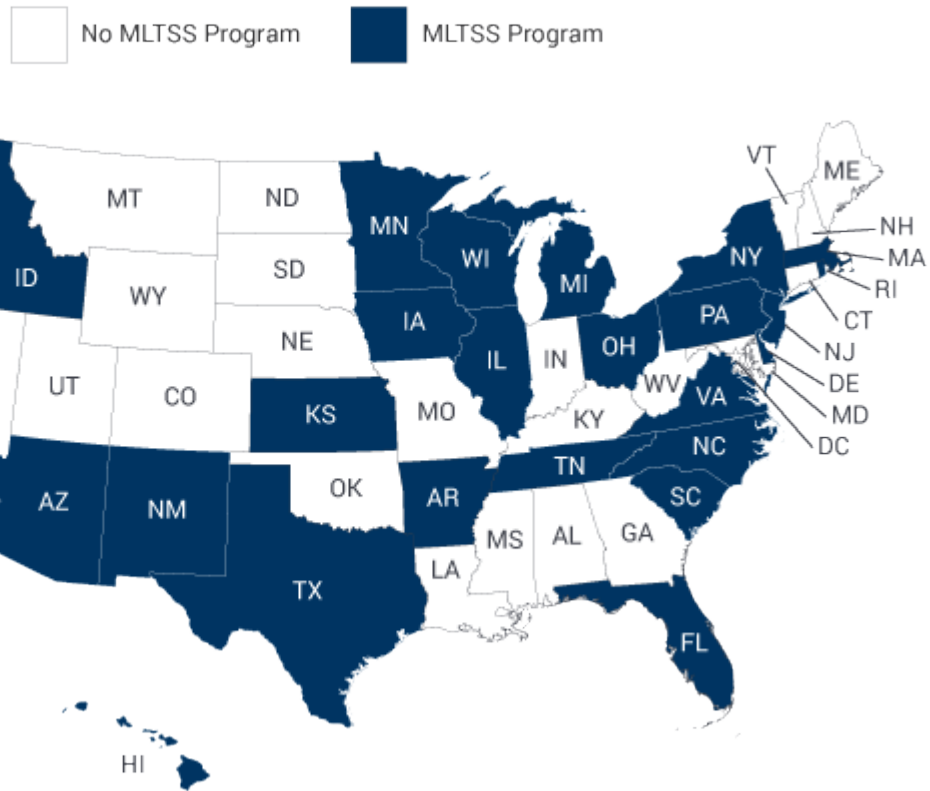 No MLTSS Program
MLTSS Program
VT
ME
MT
ND
MN
NH
MA
ID
WY
SD
WI
MI
NY
RI
CT
IA
PA
NE
IL
IN
OH
NJ
UT
CO
WV
DE
KS
MO
KY
VA
MD
NC
DC
TN
AZ
NM
OK
AR
SC
MS
AL
GA
LA
TX
FL
HI